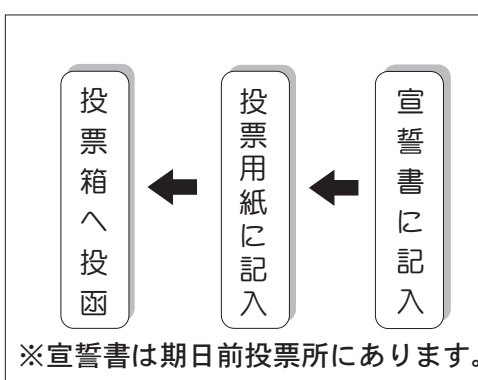 宣誓書に記入
投票用紙に記入
投票箱へ投函
※宣誓書は期日前投票所にあります。